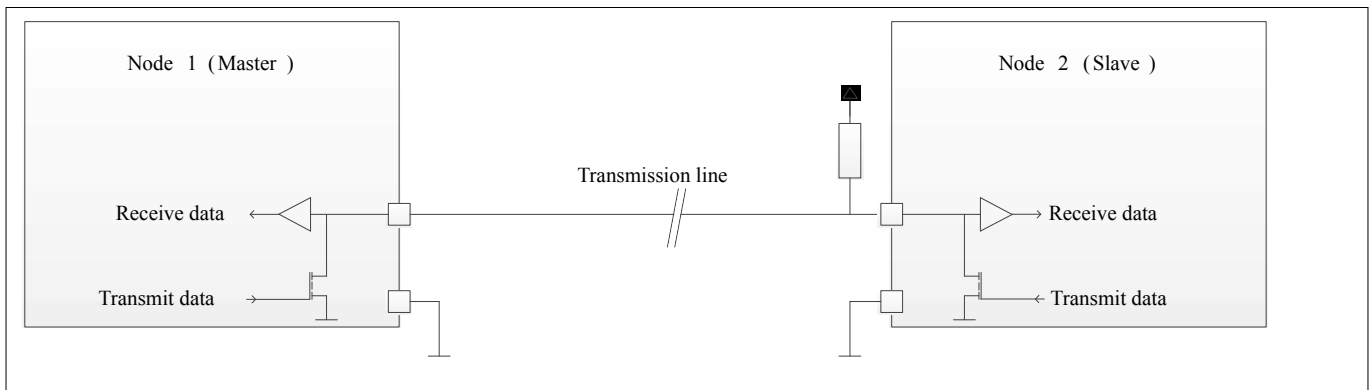 Node 1 (Master )
Node 2 (Slave )
Transmission line
Receive data
Receive data
Transmit data
Transmit data